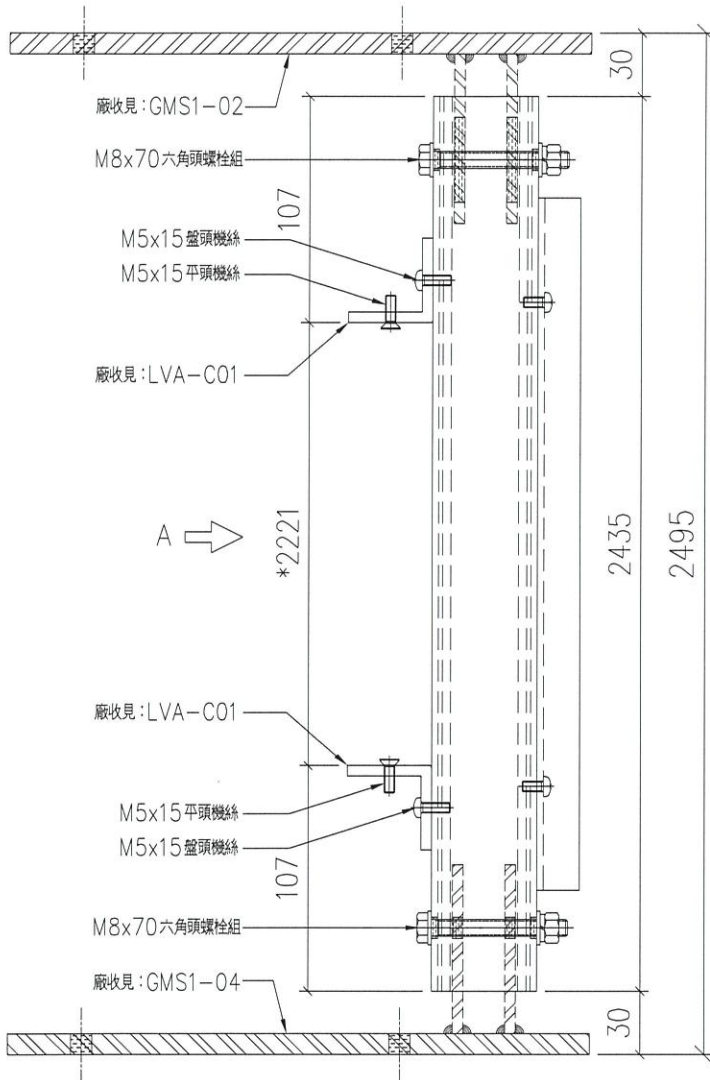 30
廠收見:GMS1-02
M8x70六角頭螺栓組
107
M5x15盤頭機絲
M5x15平頭機絲
廠收見:LVA-C01
A
*2221
2435
2495
廠收見:LVA-C01
M5x15平頭機絲
M5x15盤頭機絲
107
M8x70六角頭螺栓組
廠收見:GMS1-04
30